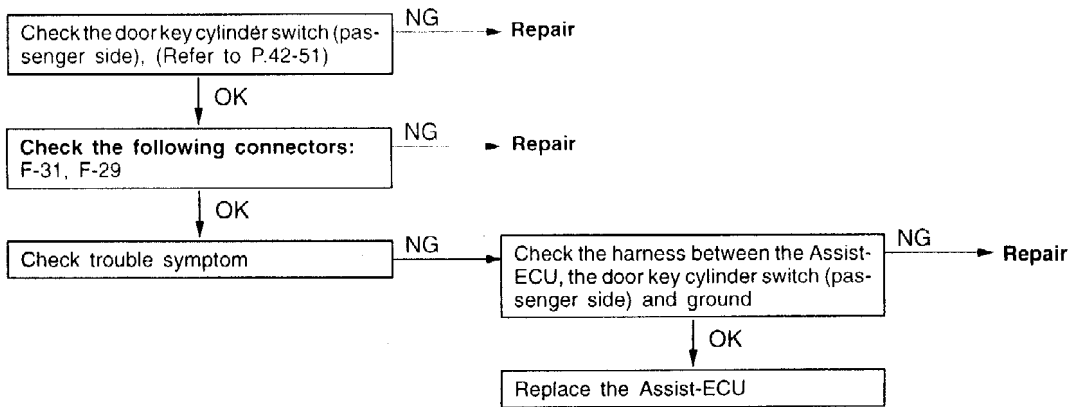 Check the door key cylinder switch (pas-
senger side), (Refer to P.42-51)
NG
Repair
OK
Check the following connectors:
F-31, F-29
NG
Repair
OK
Check trouble symptom
NG
Check the harness between the Assist-
ECU, the door key cylinder switch (pas-
senger side) and ground
NG
Repair
OK
Replace the Assist-ECU